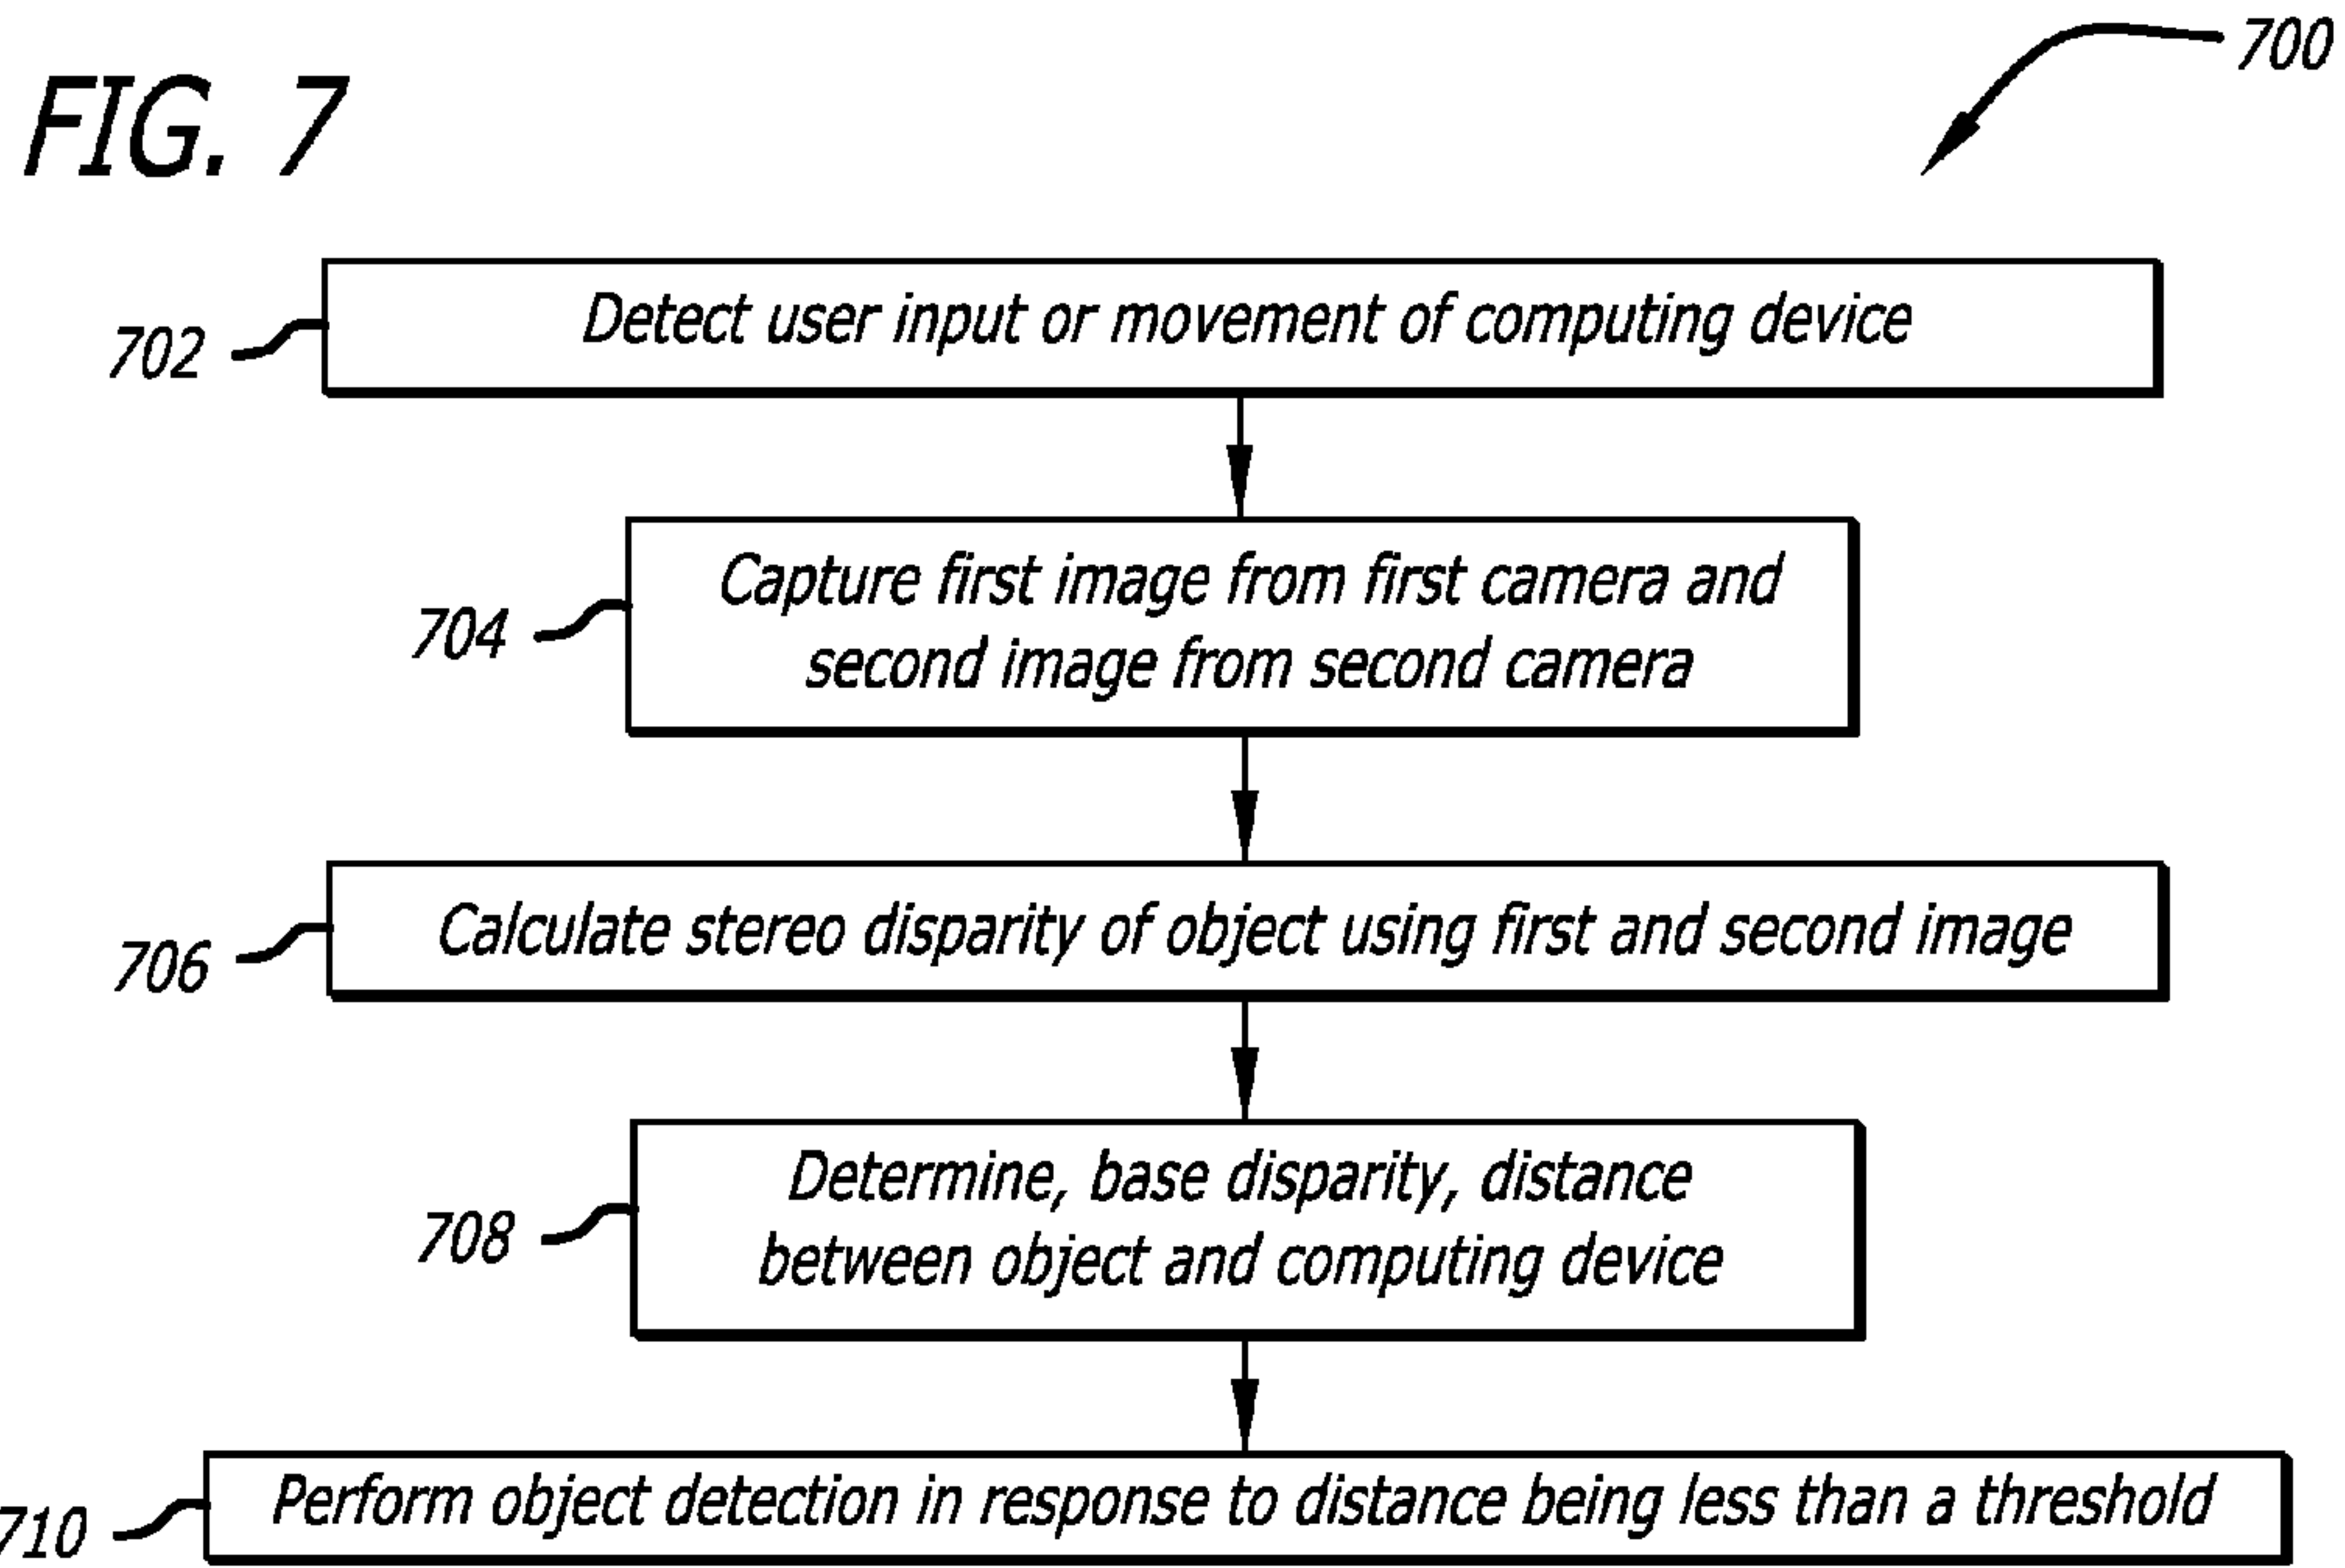 FIG. 7
700
702
Detect user input or movement of computing device
704
Capture first image from first camera and
second image from second camera
706
Calculate stereo disparity of object using first and second image
708
Determine, base disparity, distance
between object and computing device
710
Perform object detection in response to distance being less than a threshold